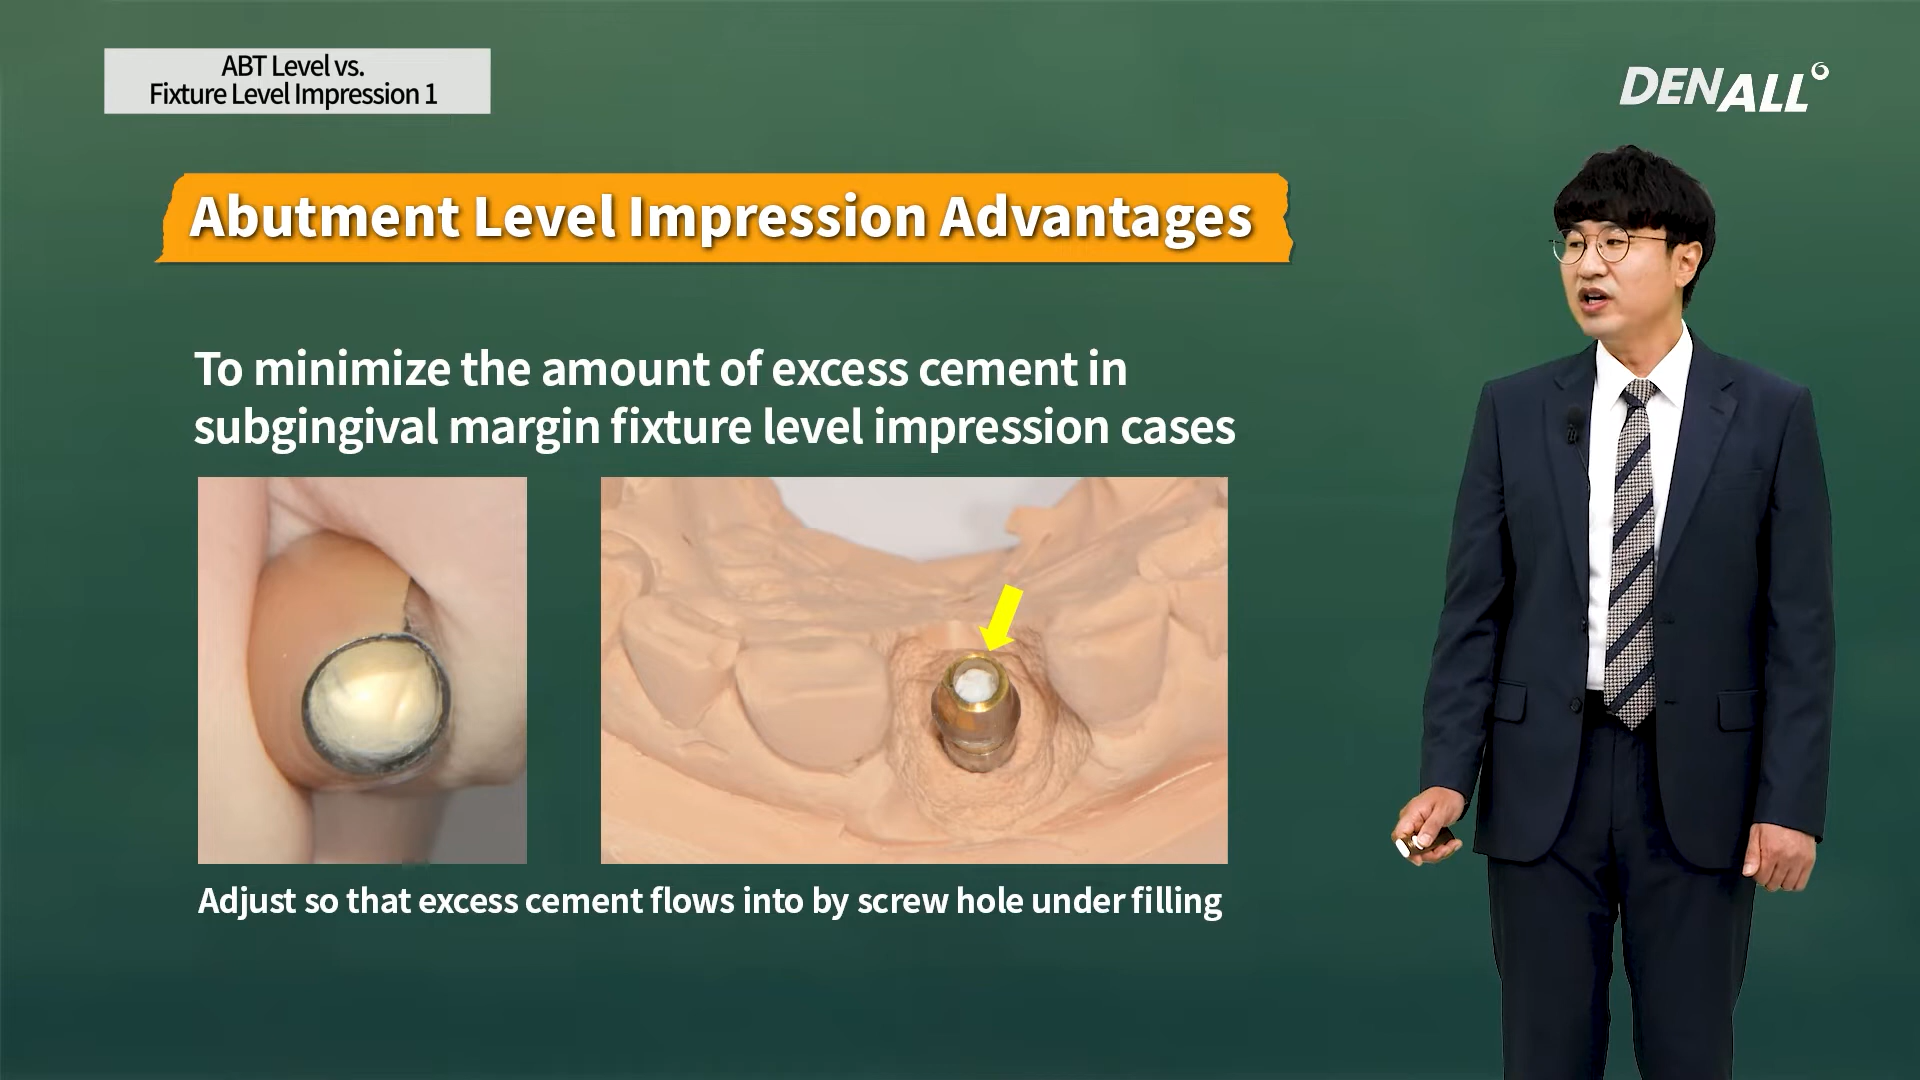 ABT Level vs.
Fixture Level Impression 1
DENALL
Abutment Level Impression Advantages
To minimize the amount of excess cement in
subgingival margin fixture level impression cases
Adjust so that excess cement flows into by screw hole under filling